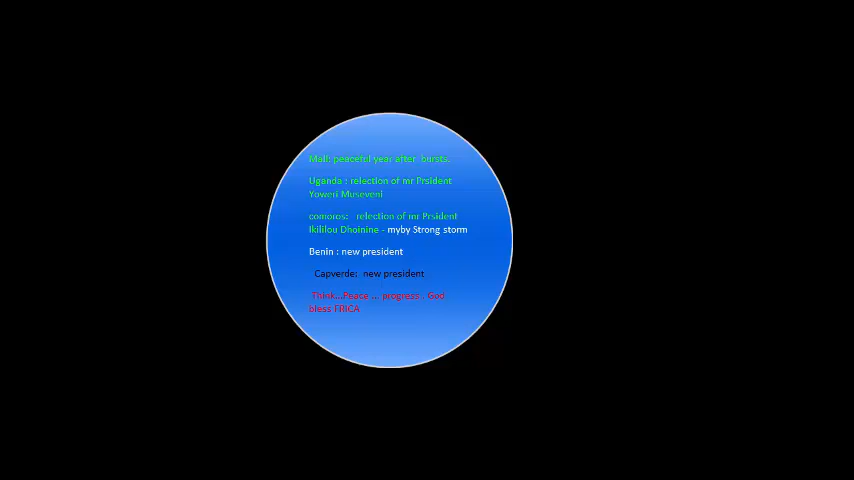 Mali: peaceful year after bursts.
Uganda : relection of mr Prsident
Yoweri Museveni
comoros: relection of mr Prsident
Ikililou Dhoinine - myby Strong storm
Benin : new president
Capverde: new president
Think...Peace ... progress . God
bless FRICA